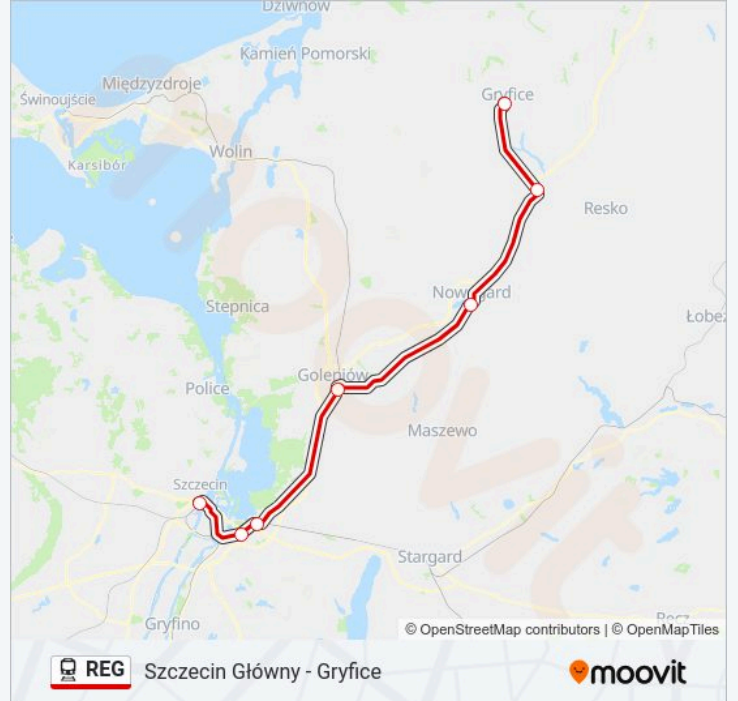 Dziwnów
Kamień Pomorski
Międzyzdroje
Gryfice
Świnoujście
Wolin
Karsibór
Resko
Nowogard
Stepnica
Łobez
Goleniów
Police
Maszewo
Szczecin
Stargard
Gryfino
© OpenStreetMap contributors | © OpenMapTiles
REG Szczecin Główny - Gryfice
moovit